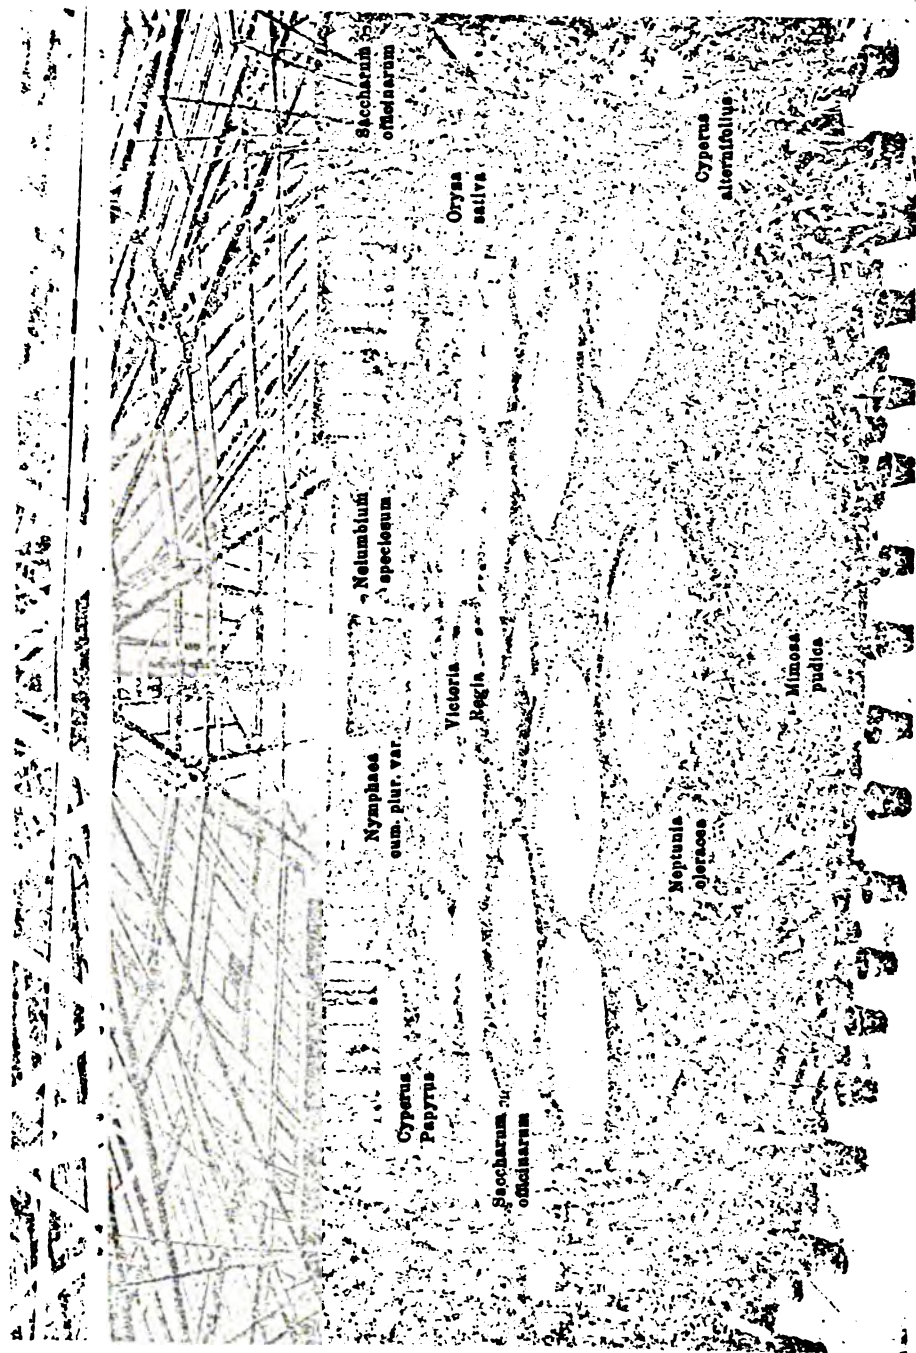 Saccharum
officinarum
Nelumbium
speciosum
Nymphaea
cum. plur. var.
Cyperus
Papyrus
Victoria
Regia
Oryza
sativa
Saccharum
officinarum
Neptunia
oleracea
Cyperus
alternifolius
Mimosa
pudica